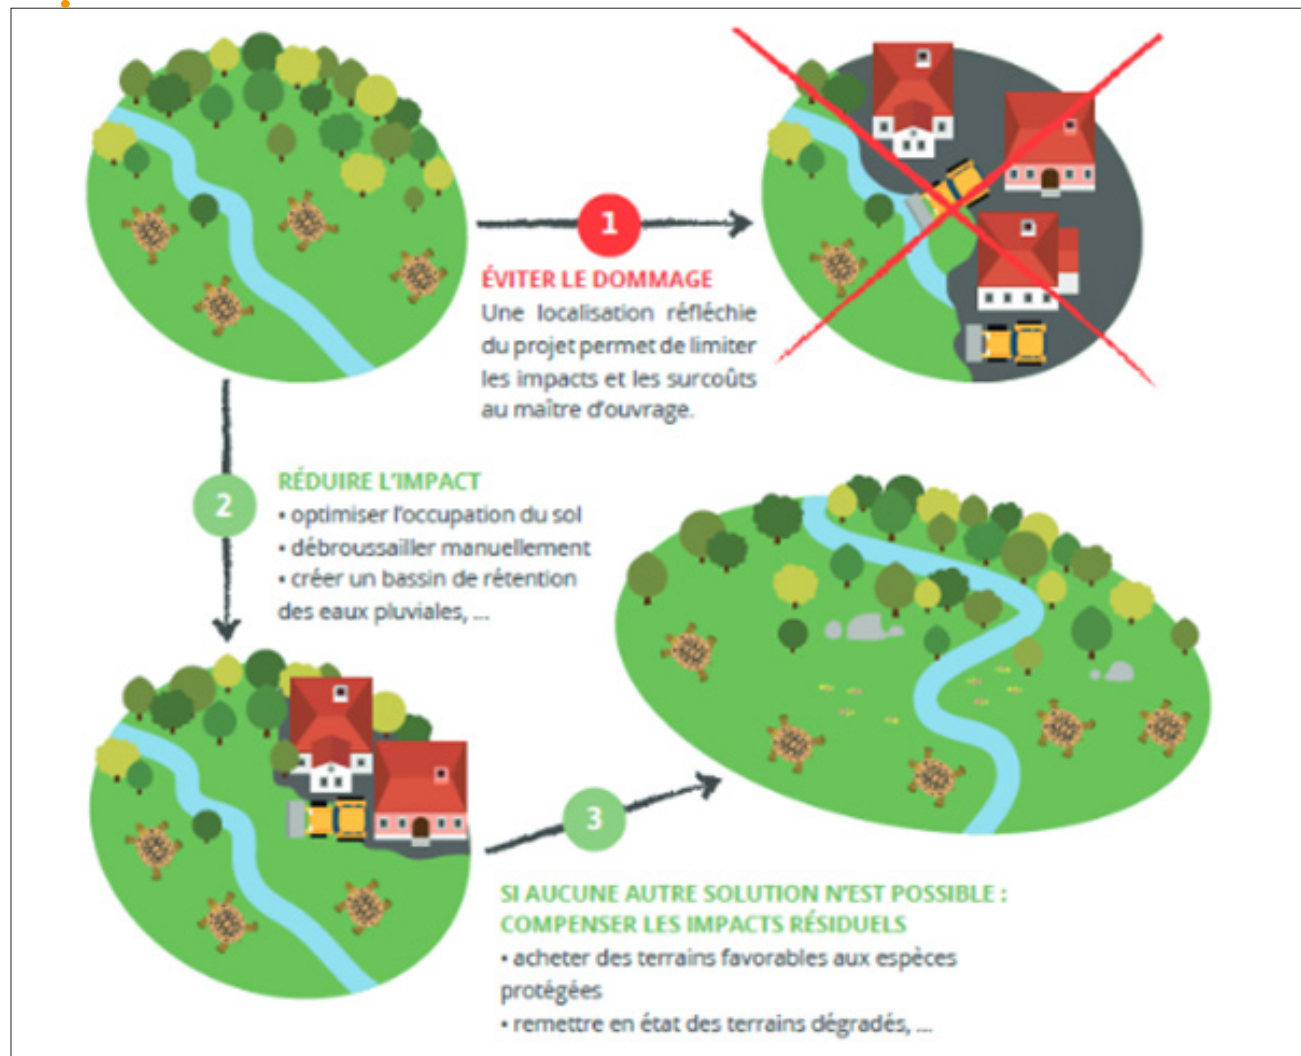 1
ÉVITER LE DOMMAGE
Une localisation réfléchie
du projet permet de limiter
les impacts et les surcoûts
au maître d’ouvrage.
2
RÉDUIRE L’IMPACT
• optimiser l’occupation du sol
• débroussailler manuellement
• créer un bassin de rétention
des eaux pluviales, ...
3
SI AUCUNE AUTRE SOLUTION N’EST POSSIBLE :
COMPENSER LES IMPACTS RÉSIDUELS
• acheter des terrains favorables aux espèces
protégées
• remettre en état des terrains dégradés, ...